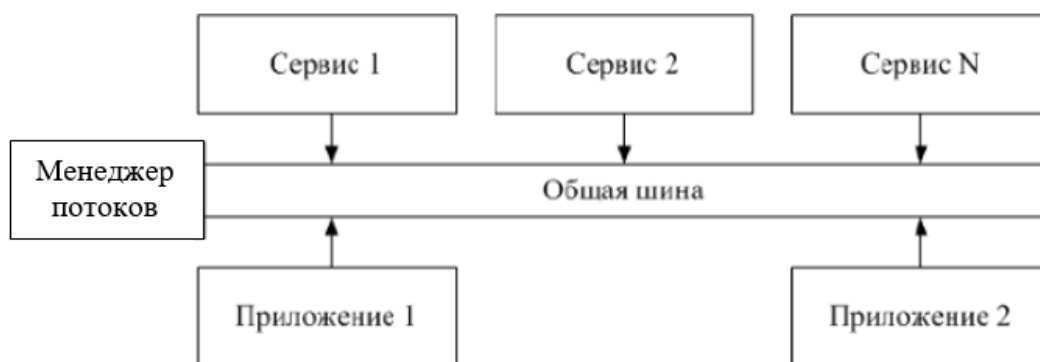 Сервис 1
Сервис 2
Сервис N
Менеджер
потоков
Общая шина
Приложение 1
Приложение 2